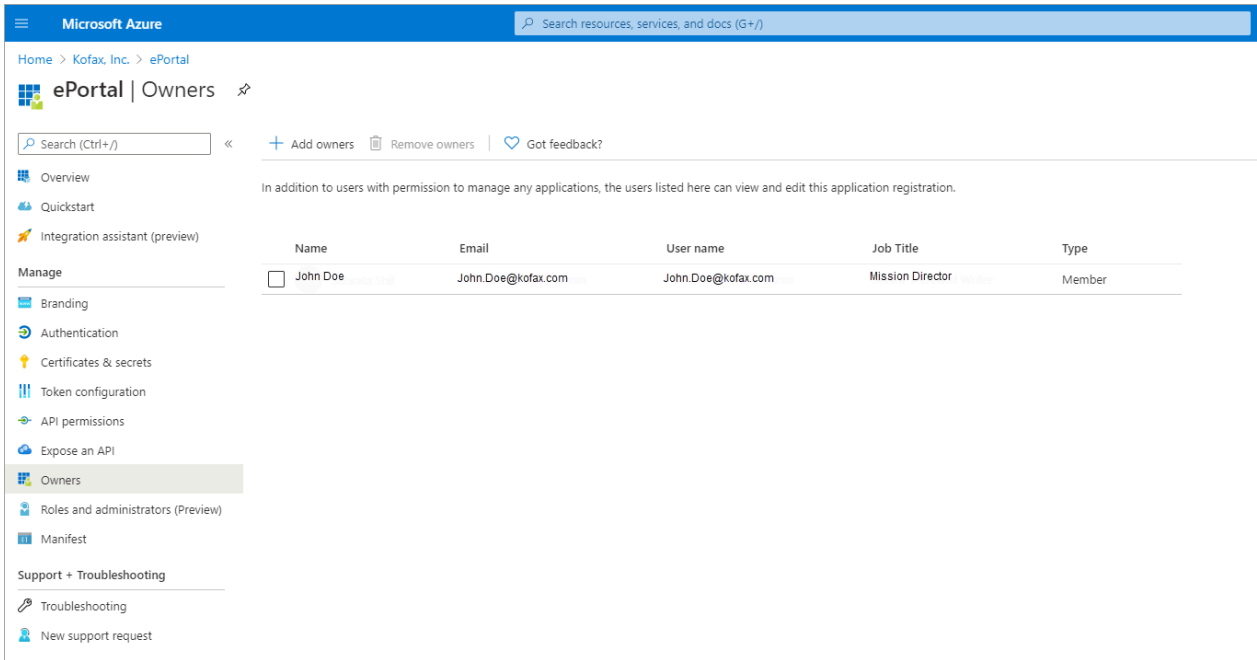 Microsoft Azure
Search resources, services, and docs (G+/)
Home > Kofax, Inc. > ePortal
ePortal | Owners
Search (Ctrl+/)
«
Overview
Quickstart
Integration assistant (preview)
Manage
Branding
Authentication
Certificates & secrets
Token configuration
API permissions
Expose an API
Owners
Roles and administrators (Preview)
Manifest
Support + Troubleshooting
Troubleshooting
New support request
Add owners Remove owners Got feedback?
In addition to users with permission to manage any applications, the users listed here can view and edit this application registration.
Name Email User name Job Title Type
John Doe John.Doe@kofax.com John.Doe@kofax.com Mission Director Member